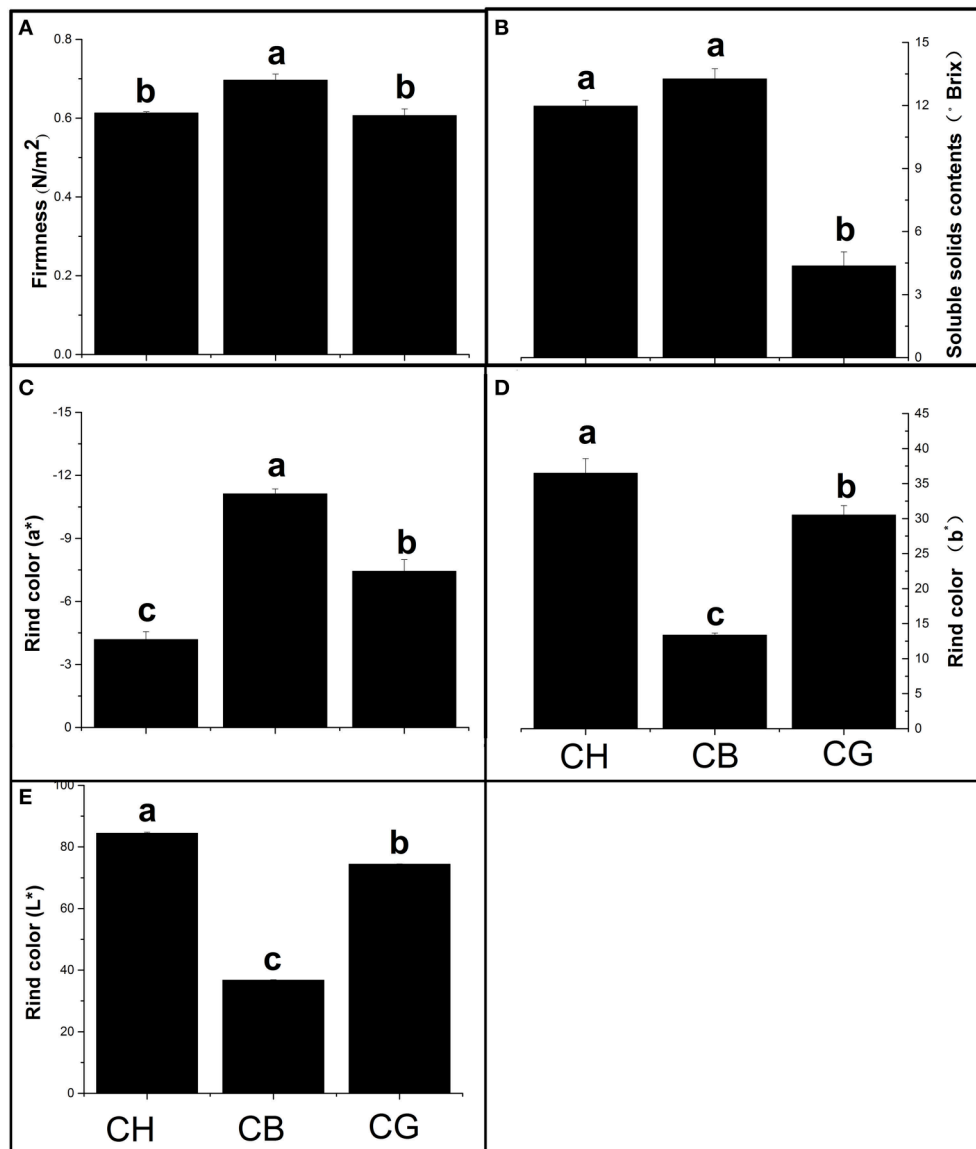 A
0.8
0.6
0.4
0.2
0.0
Firmness (N/m²)
b
a
b
B
15
12
9
6
3
0
Soluble solids contents (° Brix)
a
a
b
C
-15
-12
-9
-6
-3
0
Rind color (a*)
c
a
b
D
45
40
35
30
25
20
15
10
5
0
Rind color (b*)
a
c
b
CH CB CG
E
100
80
60
40
20
0
Rind color (L*)
a
c
b
CH CB CG